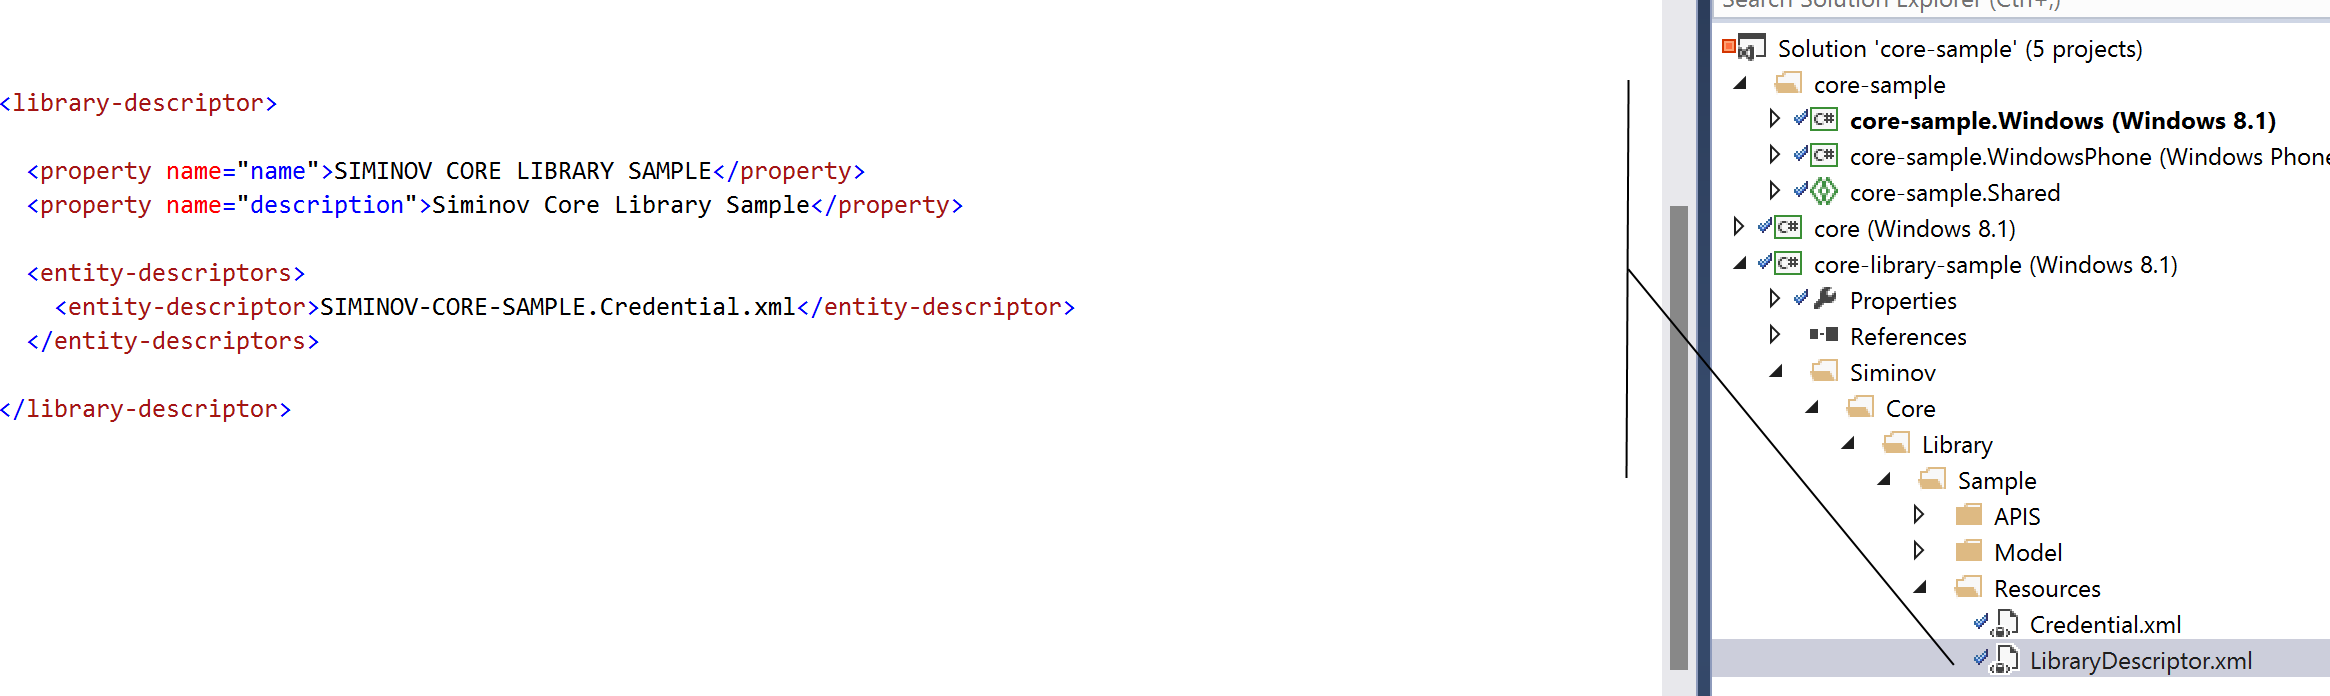 <library-descriptor>
<property name="name">SIMINOV CORE LIBRARY SAMPLE</property>
<property name="description">Siminov Core Library Sample</property>
<entity-descriptors>
<entity-descriptor>SIMINOV-CORE-SAMPLE.Credential.xml</entity-descriptor>
</entity-descriptors>
</library-descriptor>
Search Solution Explorer (Ctrl+;)
Solution 'core-sample' (5 projects)
core-sample
C# core-sample.Windows (Windows 8.1)
C# core-sample.WindowsPhone (Windows Phone
core-sample.Shared
C# core (Windows 8.1)
C# core-library-sample (Windows 8.1)
Properties
References
Siminov
Core
Library
Sample
APIS
Model
Resources
Credential.xml
LibraryDescriptor.xml